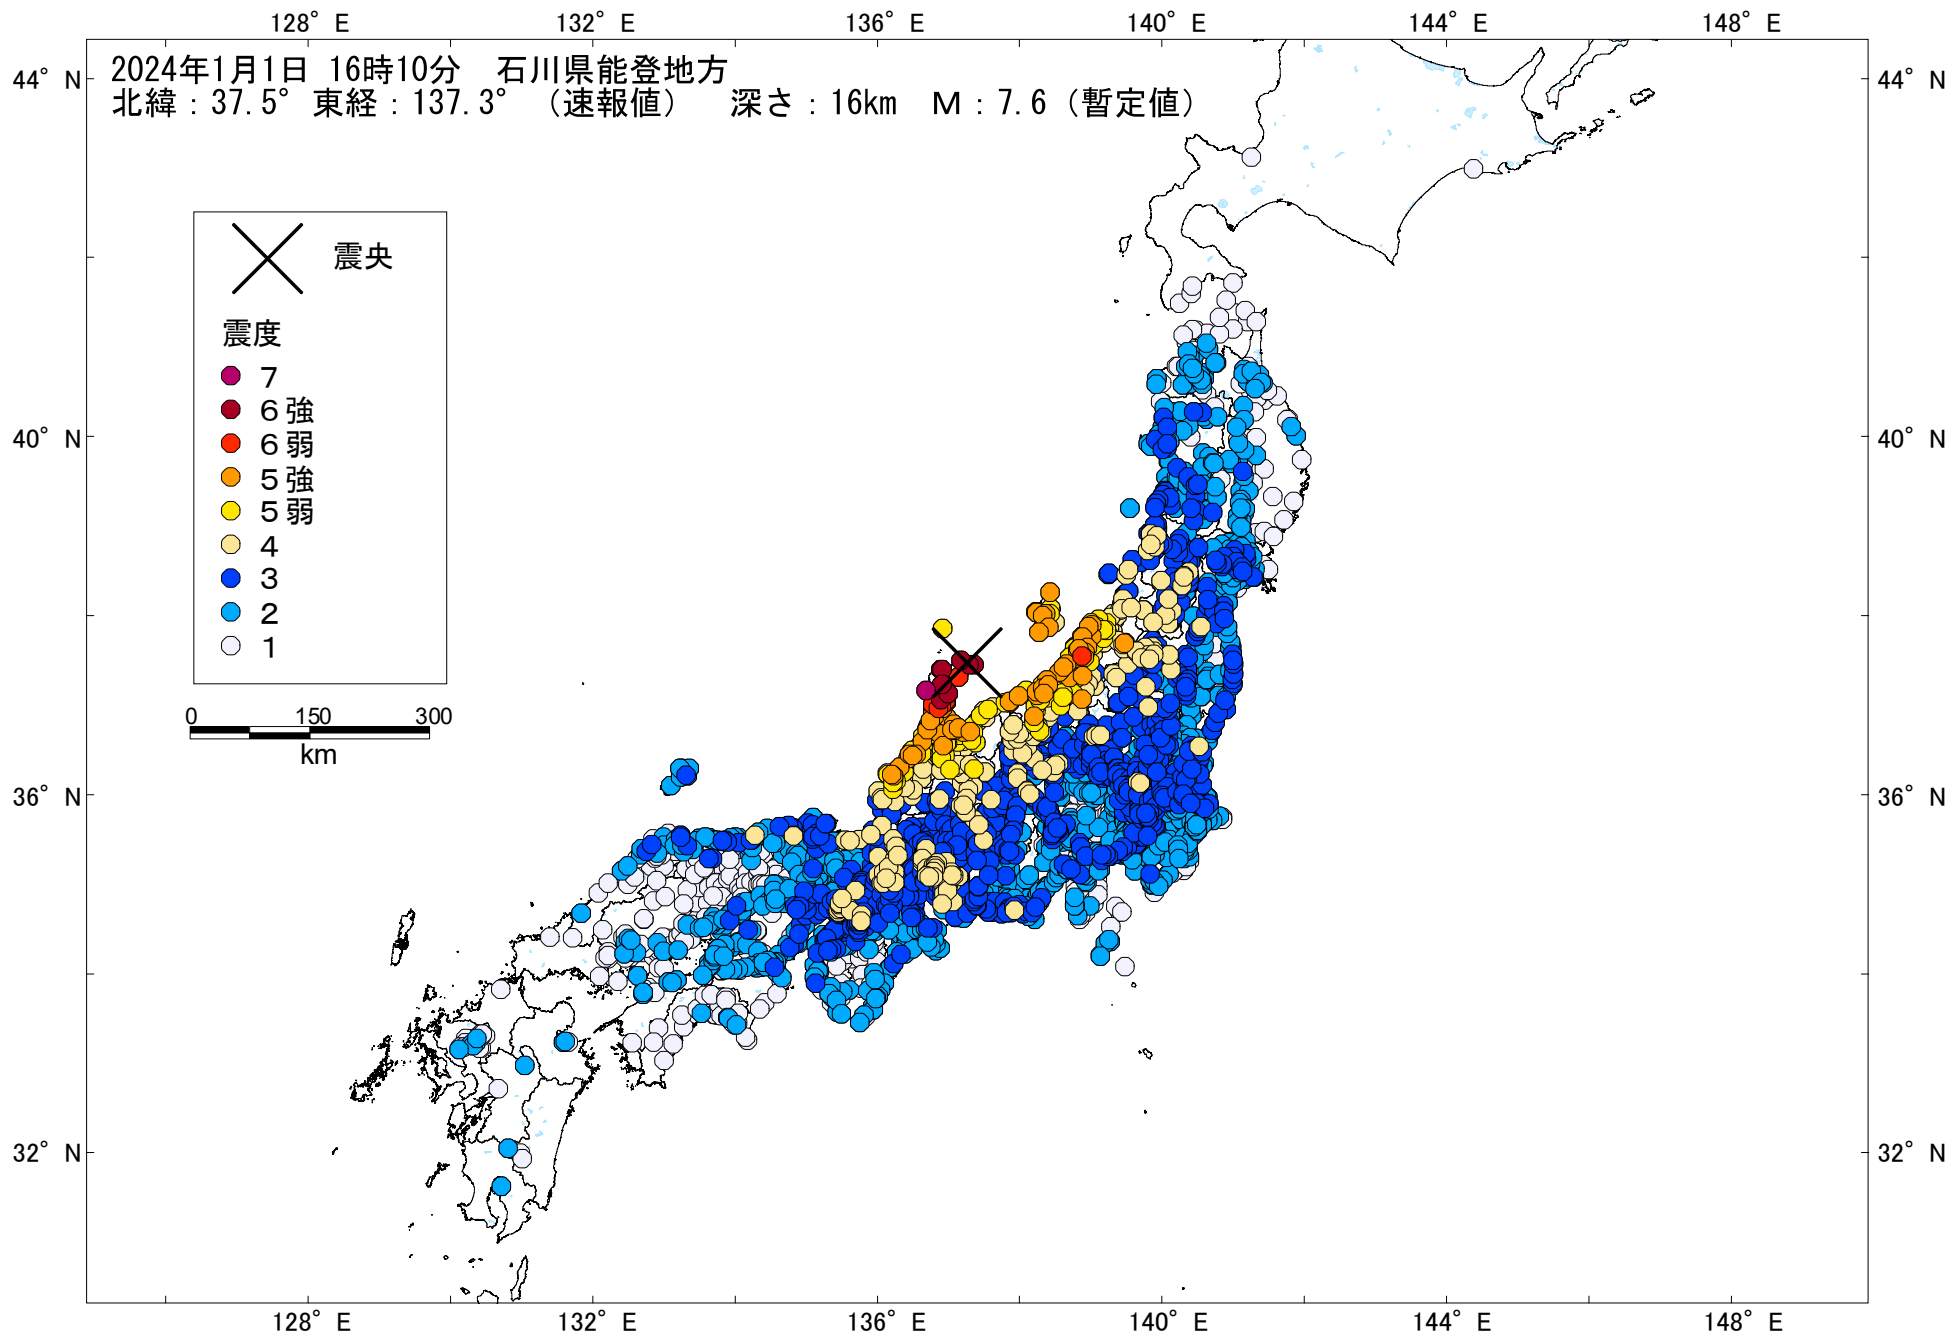 128° E 132° E 136° E 140° E 144° E 148° E
2024年1月1日 16時10分 石川県能登地方
44° N 44° N
北緯：37.5° 東経：137.3° （速報値） 深さ：16km Ｍ：7.6（暫定値）
震央
震度
７
６強
６弱
40° N 40° N
５強
５弱
４
３
２
１
0 150 300
km
36° N 36° N
32° N 32° N
128° E 132° E 136° E 140° E 144° E 148° E